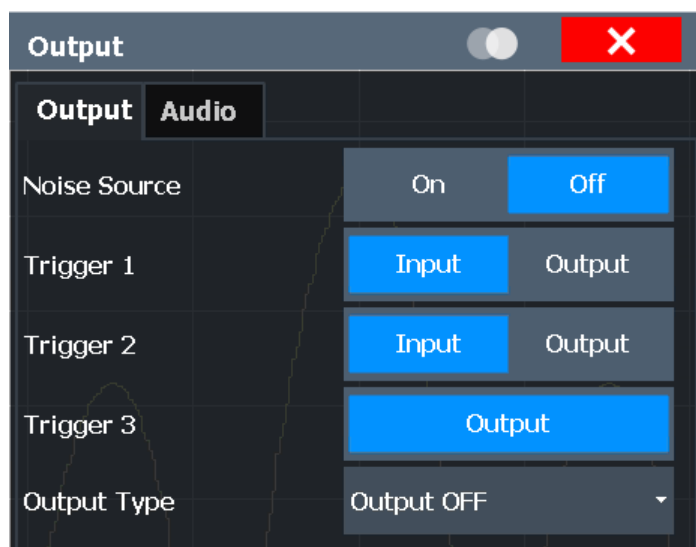 Output
Output Audio
Noise Source On Off
Trigger 1 Input Output
Trigger 2 Input Output
Trigger 3 Output
Output Type Output OFF